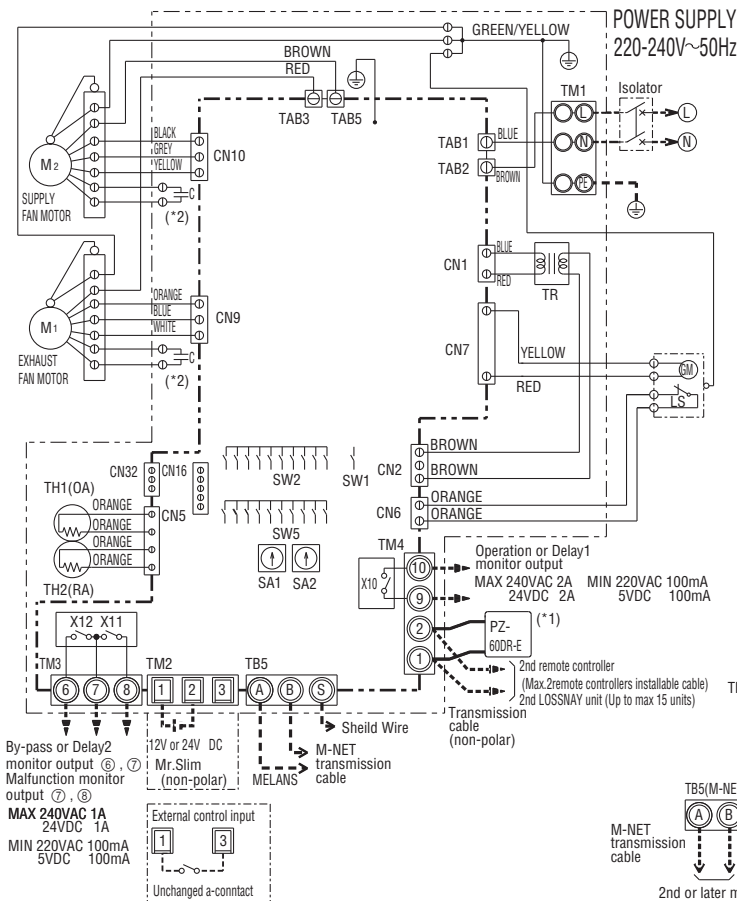 POWER SUPPLY
220-240V~50Hz
GREEN/YELLOW
BROWN
RED
TAB3
TAB5
TM1
Isolator
L
L
N
N
PE
TAB1
BLUE
TAB2
BROWN
BLACK
GREY
YELLOW
CN10
M2
SUPPLY
FAN MOTOR
C
(*2)
CN1
BLUE
RED
TR
ORANGE
BLUE
WHITE
CN9
M1
EXHAUST
FAN MOTOR
C
(*2)
CN7
YELLOW
RED
GM
LS
CN32
CN16
SW2
SW1
CN2
BROWN
BROWN
TH1(OA)
ORANGE
ORANGE
ORANGE
ORANGE
CN5
TH2(RA)
SW5
SA1
SA2
CN6
ORANGE
ORANGE
TM4
X10
10
9
2
1
Operation or Delay1
monitor output
MAX 240VAC 2A MIN 220VAC 100mA
24VDC 2A 5VDC 100mA
PZ-
60DR-E
(*1)
2nd remote controller
(Max.2remote controllers installable cable)
2nd LOSSNAY unit (Up to max 15 units)
Transmission
cable
(non-polar)
X12 X11
TM3
6 7 8
TM2
1 2 3
TB5
A B S
Sheild Wire
M-NET
transmission
cable
MELANS
12V or 24V DC
Mr.Slim
(non-polar)
By-pass or Delay2
monitor output ⑥ , ⑦
Malfunction monitor
output ⑦ , ⑧
MAX 240VAC 1A
24VDC 1A
MIN 220VAC 100mA
5VDC 100mA
External control input
1 3
Unchanged a-conntact
TB5(M-NE
A B
M-NET
transmission
cable
2nd or later m